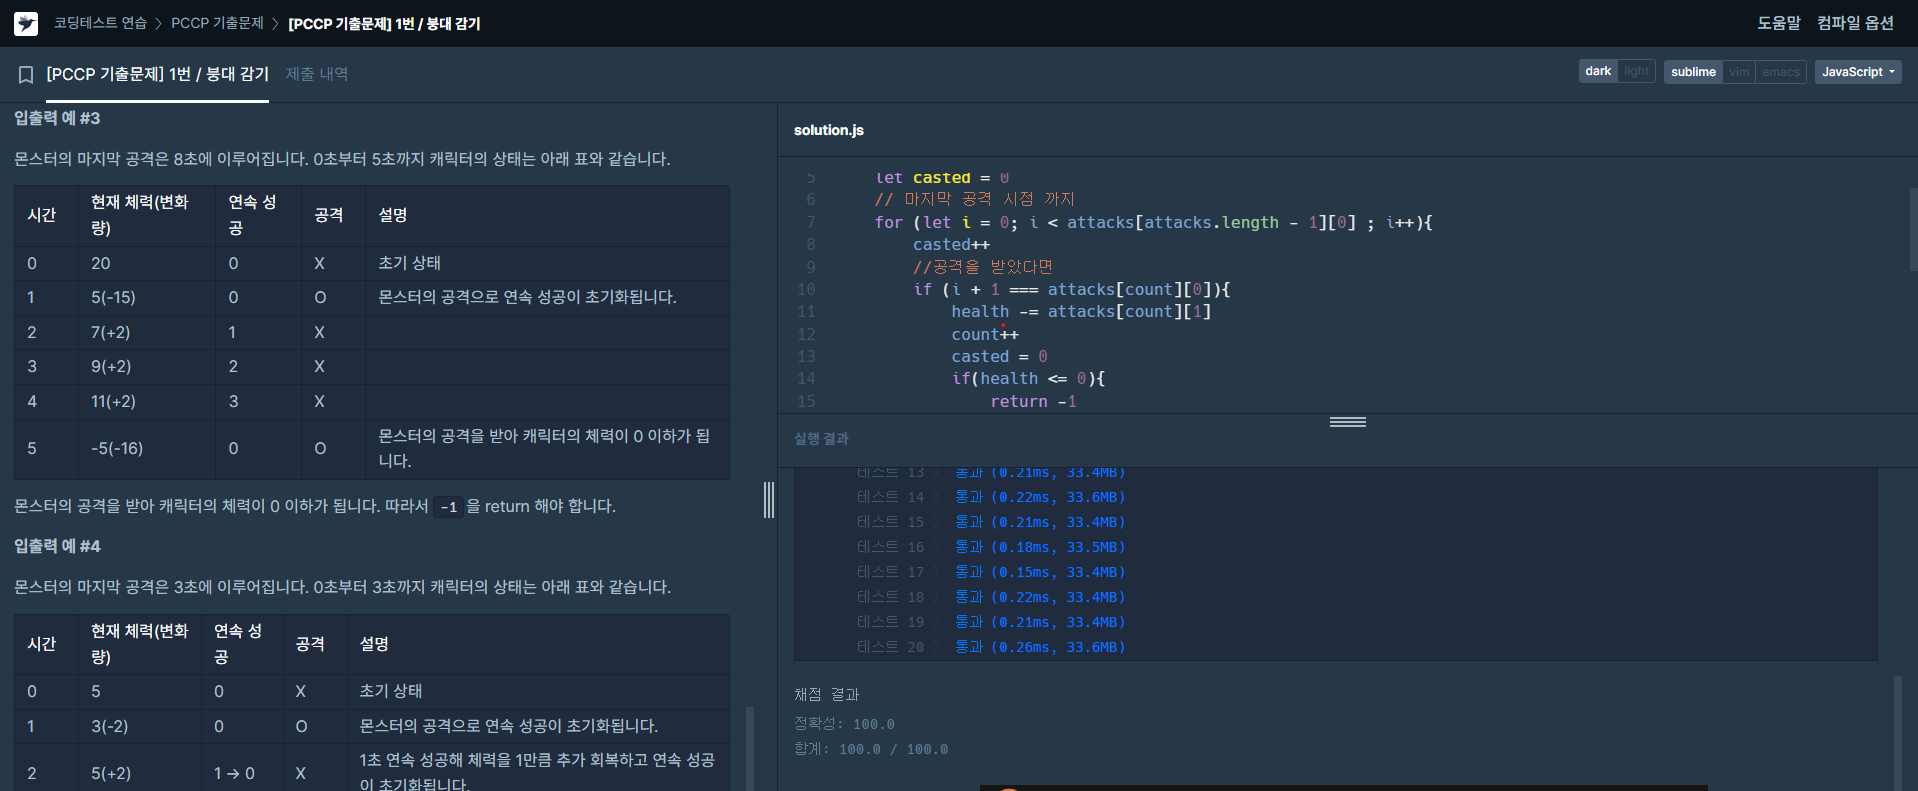 코딩테스트 연습 > PCCP 기출문제 > [PCCP 기출문제] 1번 / 붕대 감기
도움말 컴파일 옵션
[PCCP 기출문제] 1번 / 붕대 감기 제출 내역
dark light sublime vim emacs JavaScript
입출력 예 #3
몬스터의 마지막 공격은 8초에 이루어집니다. 0초부터 5초까지 캐릭터의 상태는 아래 표와 같습니다.
시간 현재 체력(변화량) 연속 성공 공격 설명
0 20 0 X 초기 상태
1 5(-15) 0 O 몬스터의 공격으로 연속 성공이 초기화됩니다.
2 7(+2) 1 X
3 9(+2) 2 X
4 11(+2) 3 X
5 -5(-16) 0 O 몬스터의 공격을 받아 캐릭터의 체력이 0 이하가 됩니다.
몬스터의 공격을 받아 캐릭터의 체력이 0 이하가 됩니다. 따라서 -1 을 return 해야 합니다.
입출력 예 #4
몬스터의 마지막 공격은 3초에 이루어집니다. 0초부터 3초까지 캐릭터의 상태는 아래 표와 같습니다.
시간 현재 체력(변화량) 연속 성공 공격 설명
0 5 0 X 초기 상태
1 3(-2) 0 O 몬스터의 공격으로 연속 성공이 초기화됩니다.
2 5(+2) 1 → 0 X 1초 연속 성공해 체력을 1만큼 추가 회복하고 연속 성공이 초기화됩니다.
solution.js
5 let casted = 0
6 // 마지막 공격 시점 까지
7 for (let i = 0; i < attacks[attacks.length - 1][0] ; i++){
8 casted++
9 //공격을 받았다면
10 if (i + 1 === attacks[count][0]){
11 health -= attacks[count][1]
12 count++
13 casted = 0
14 if(health <= 0){
15 return -1
실행 결과
테스트 13 > 통과 (0.21ms, 33.4MB)
테스트 14 > 통과 (0.22ms, 33.6MB)
테스트 15 > 통과 (0.21ms, 33.4MB)
테스트 16 > 통과 (0.18ms, 33.5MB)
테스트 17 > 통과 (0.15ms, 33.4MB)
테스트 18 > 통과 (0.22ms, 33.4MB)
테스트 19 > 통과 (0.21ms, 33.4MB)
테스트 20 > 통과 (0.26ms, 33.6MB)
채점 결과
정확성: 100.0
합계: 100.0 / 100.0